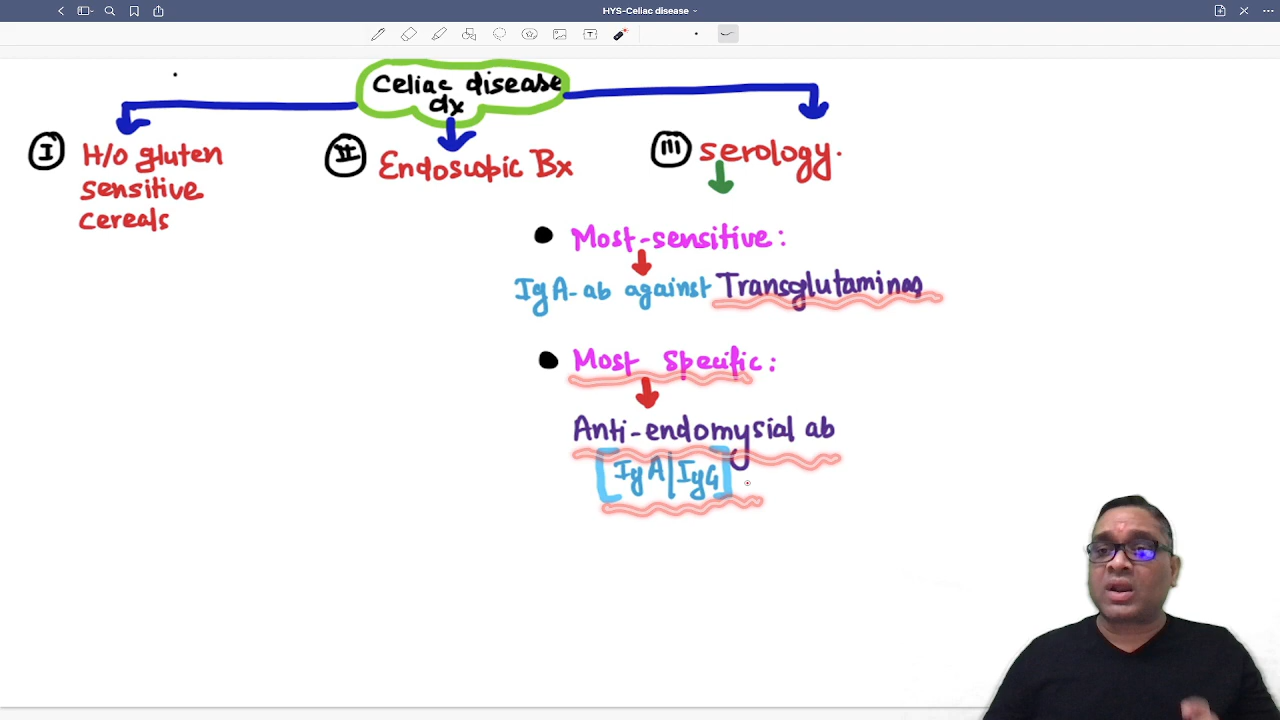 HYS-Celiac disease
Celiac disease
dx
I H/o gluten
sensitive
cereals
II Endoscopic Bx
III serology.
Most-sensitive:
IgA-ab against Transglutaminas
Most Specific:
Anti-endomysial ab
[IgA|IgG]